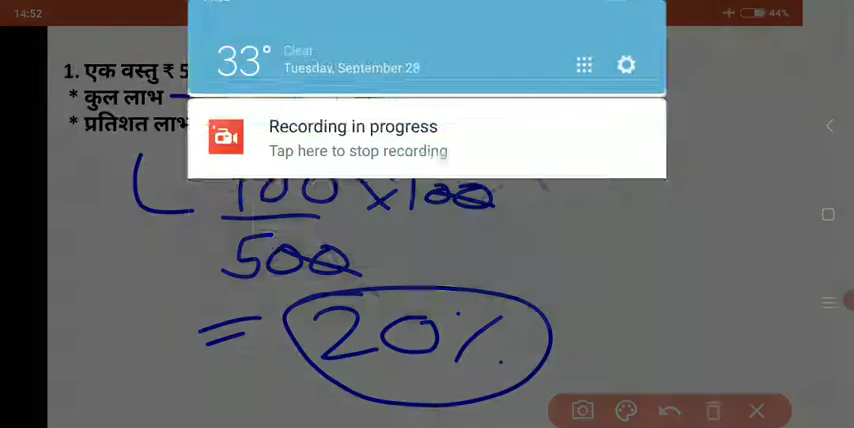 14:52
44%
33°
Clear
Tuesday, September 28
1. एक वस्तु ₹ 5
* कुल लाभ
* प्रतिशत लाभ
Recording in progress
Tap here to stop recording
100 × 100
500
= 20%